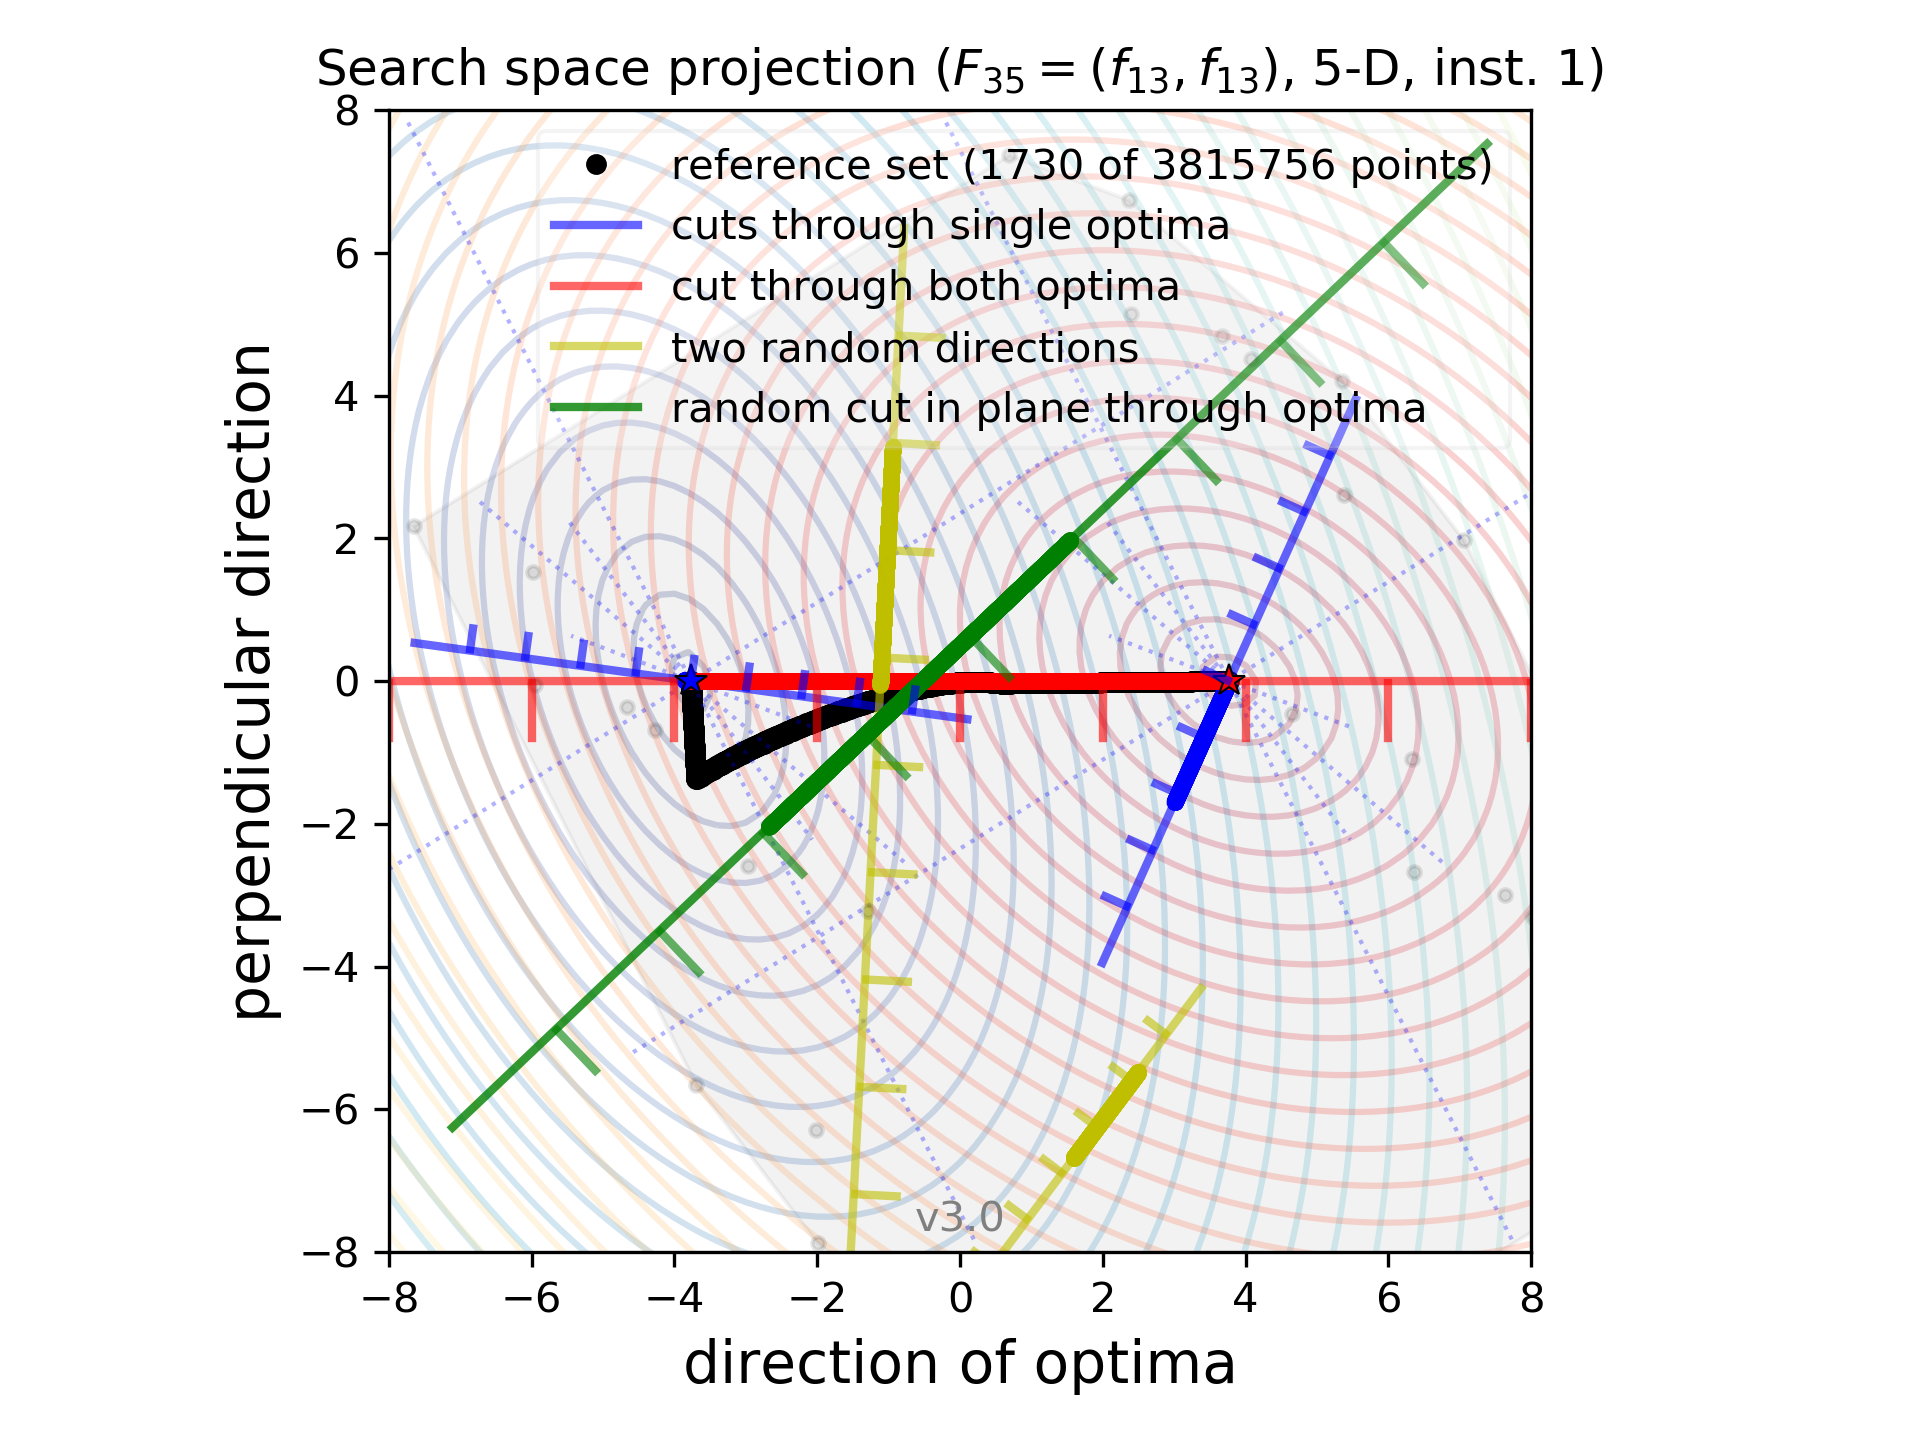 Search space projection (F35 = (f13, f13), 5-D, inst. 1)
reference set (1730 of 3815756 points)
cuts through single optima
cut through both optima
two random directions
random cut in plane through optima
8
6
4
2
0
−2
−4
−6
−8
perpendicular direction
v3.0
−8 −6 −4 −2 0 2 4 6 8
direction of optima